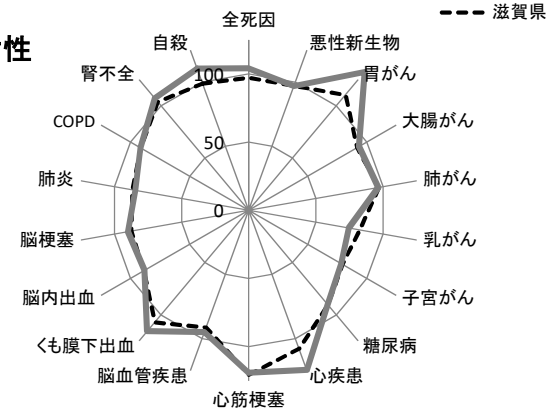 滋賀県
性
全死因
悪性新生物
胃がん
大腸がん
肺がん
乳がん
子宮がん
糖尿病
心疾患
心筋梗塞
脳血管疾患
くも膜下出血
脳内出血
脳梗塞
肺炎
COPD
腎不全
自殺
100
50
0